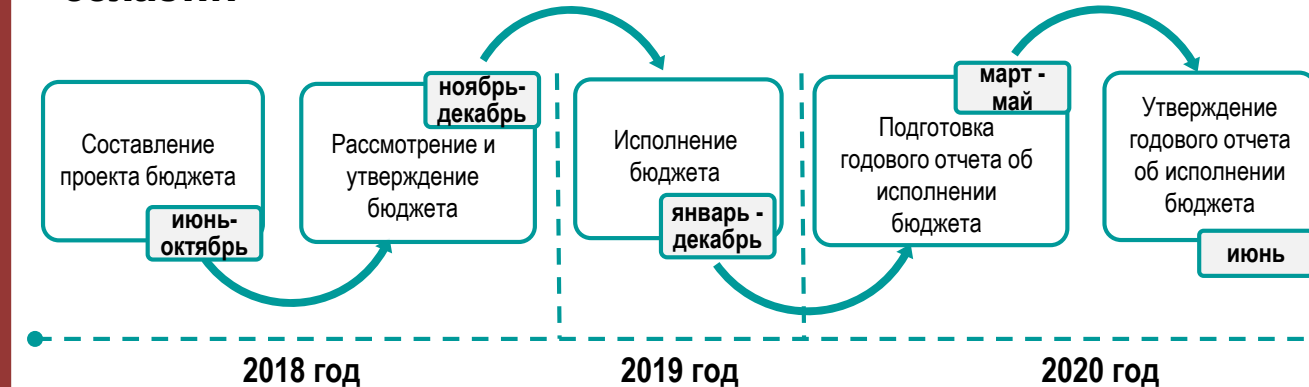 Составление
проекта бюджета
июнь-
октябрь
ноябрь-
декабрь
Рассмотрение и
утверждение
бюджета
Исполнение
бюджета
январь -
декабрь
март -
май
Подготовка
годового отчета об
исполнении
бюджета
Утверждение
годового отчета
об исполнении
бюджета
июнь
2018 год
2019 год
2020 год